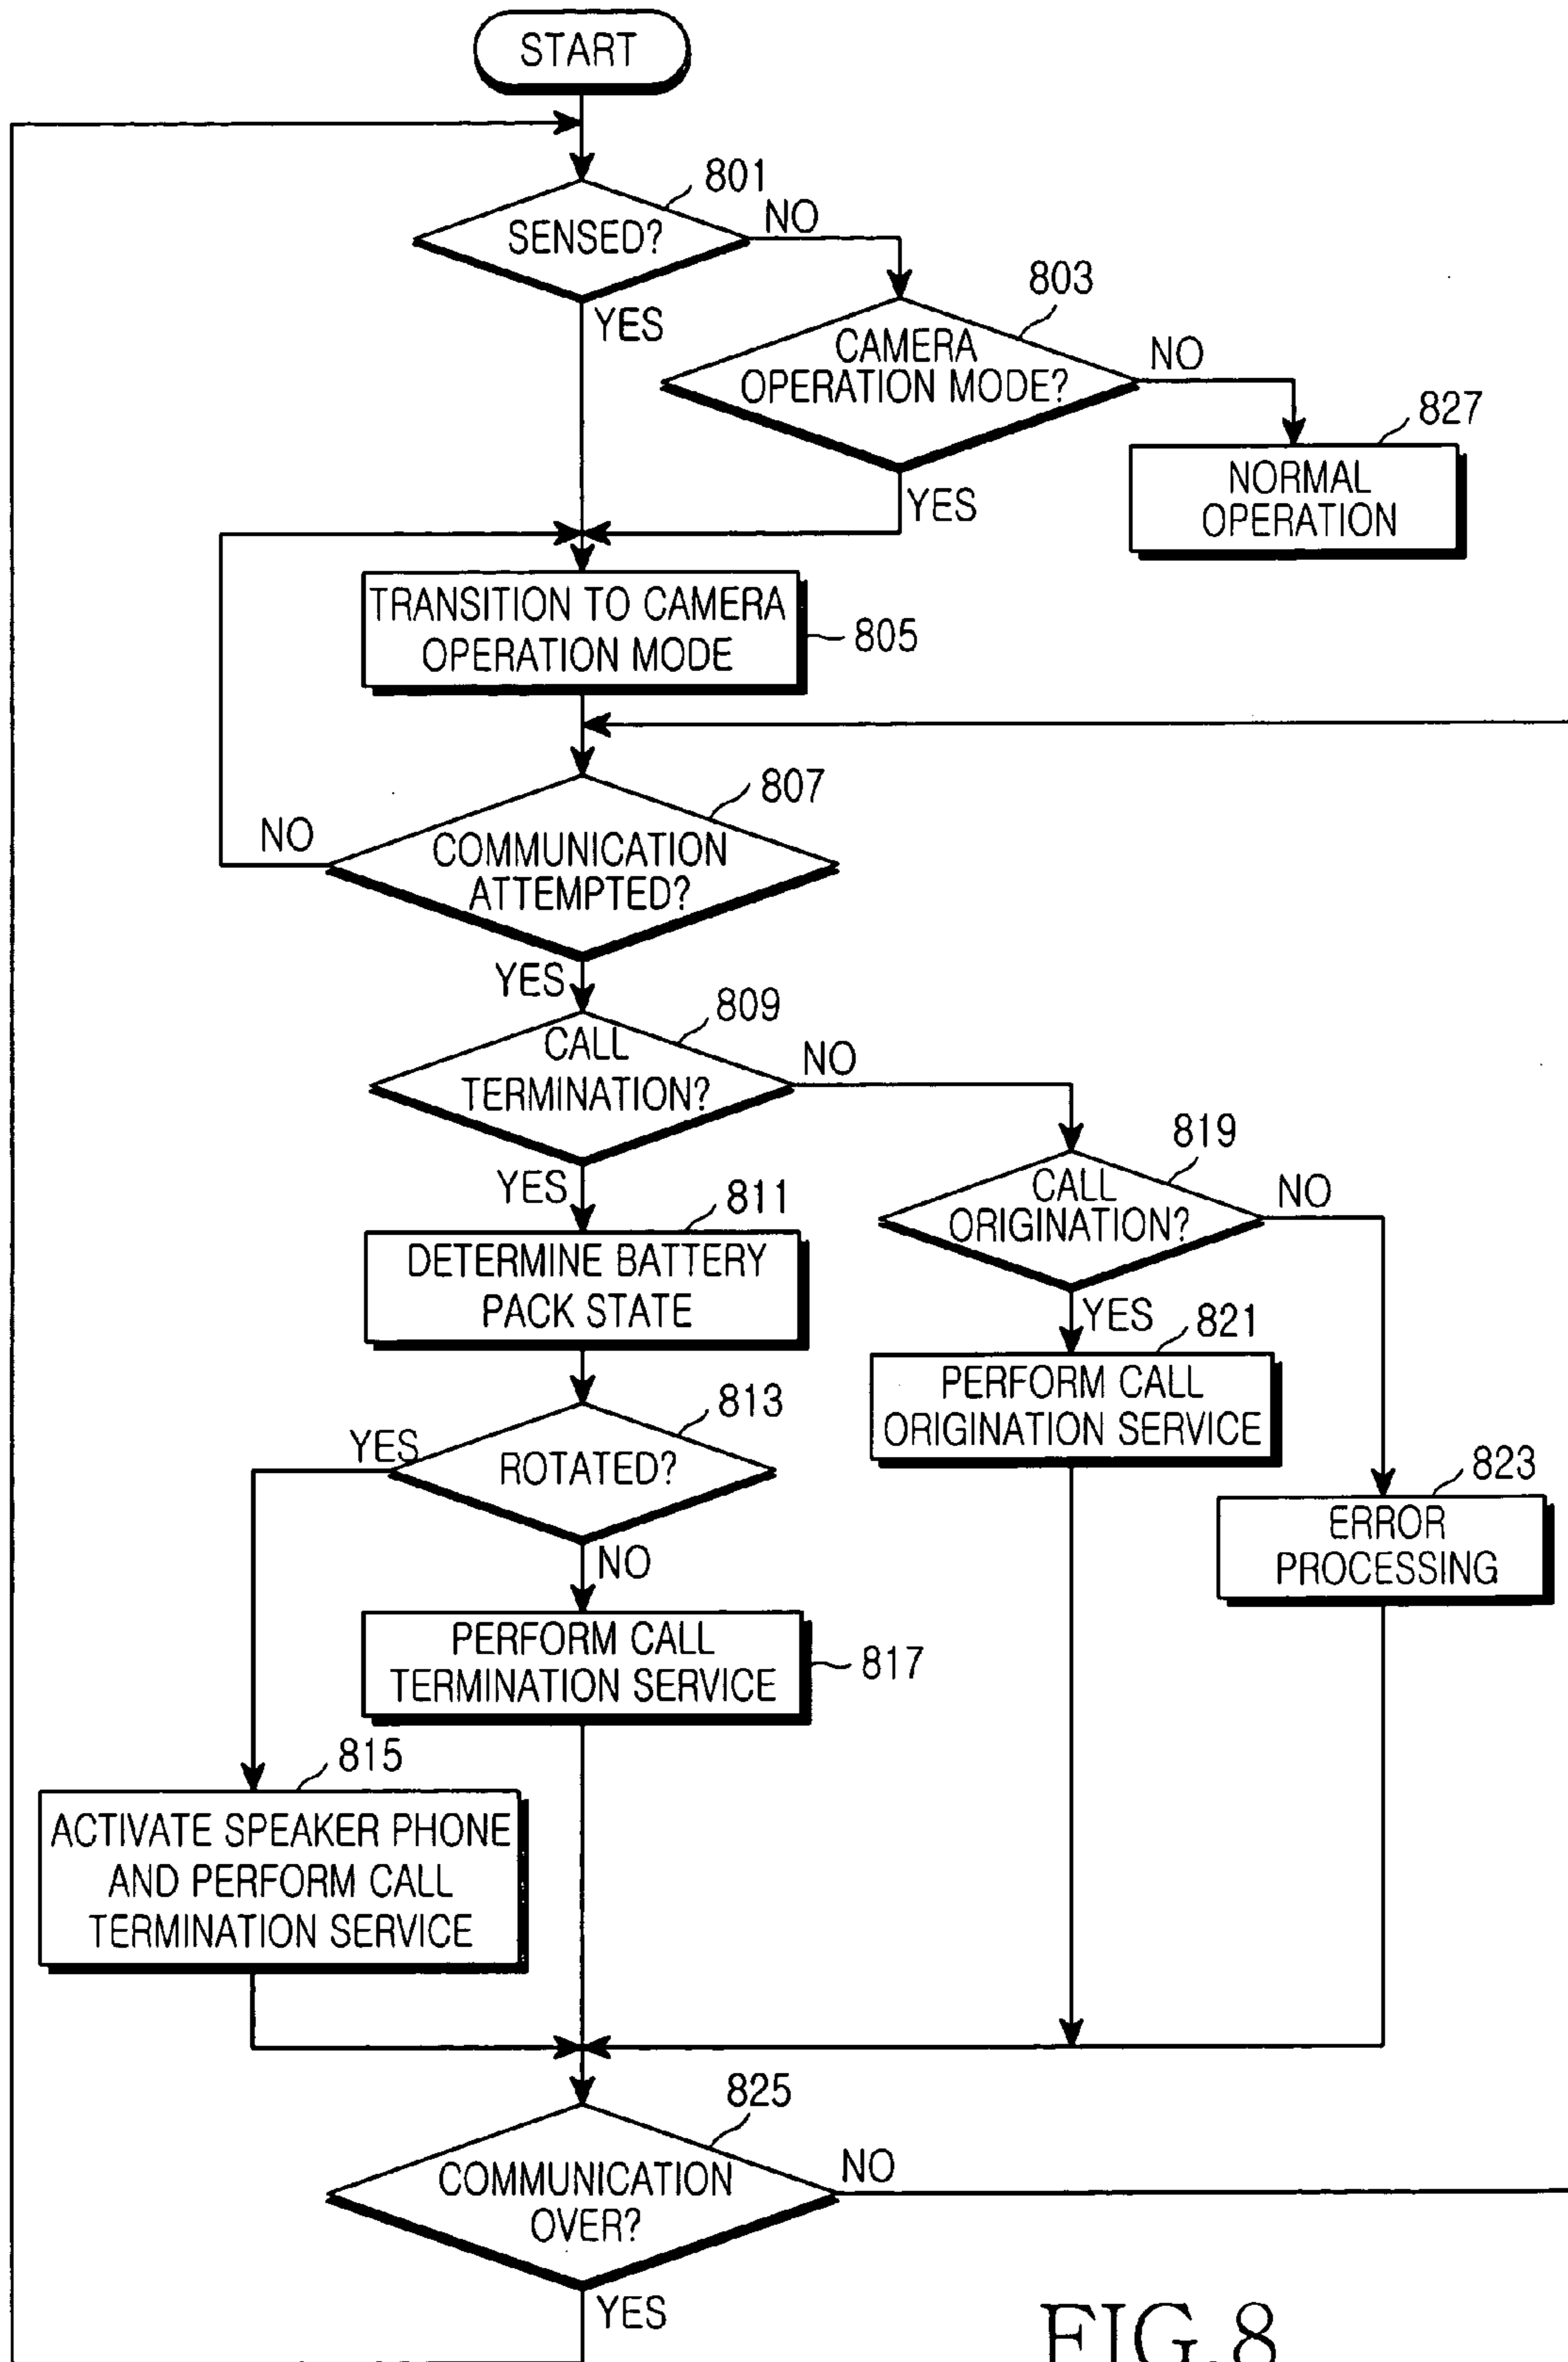 START
801
SENSED?
NO
YES
803
CAMERA
OPERATION MODE?
NO
YES
827
NORMAL
OPERATION
TRANSITION TO CAMERA
OPERATION MODE
805
807
COMMUNICATION
ATTEMPTED?
NO
YES
809
CALL
TERMINATION?
NO
YES
819
CALL
ORIGINATION?
NO
YES
811
DETERMINE BATTERY
PACK STATE
821
PERFORM CALL
ORIGINATION SERVICE
813
ROTATED?
YES
NO
823
ERROR
PROCESSING
PERFORM CALL
TERMINATION SERVICE
817
815
ACTIVATE SPEAKER PHONE
AND PERFORM CALL
TERMINATION SERVICE
825
COMMUNICATION
OVER?
NO
YES
FIG.8